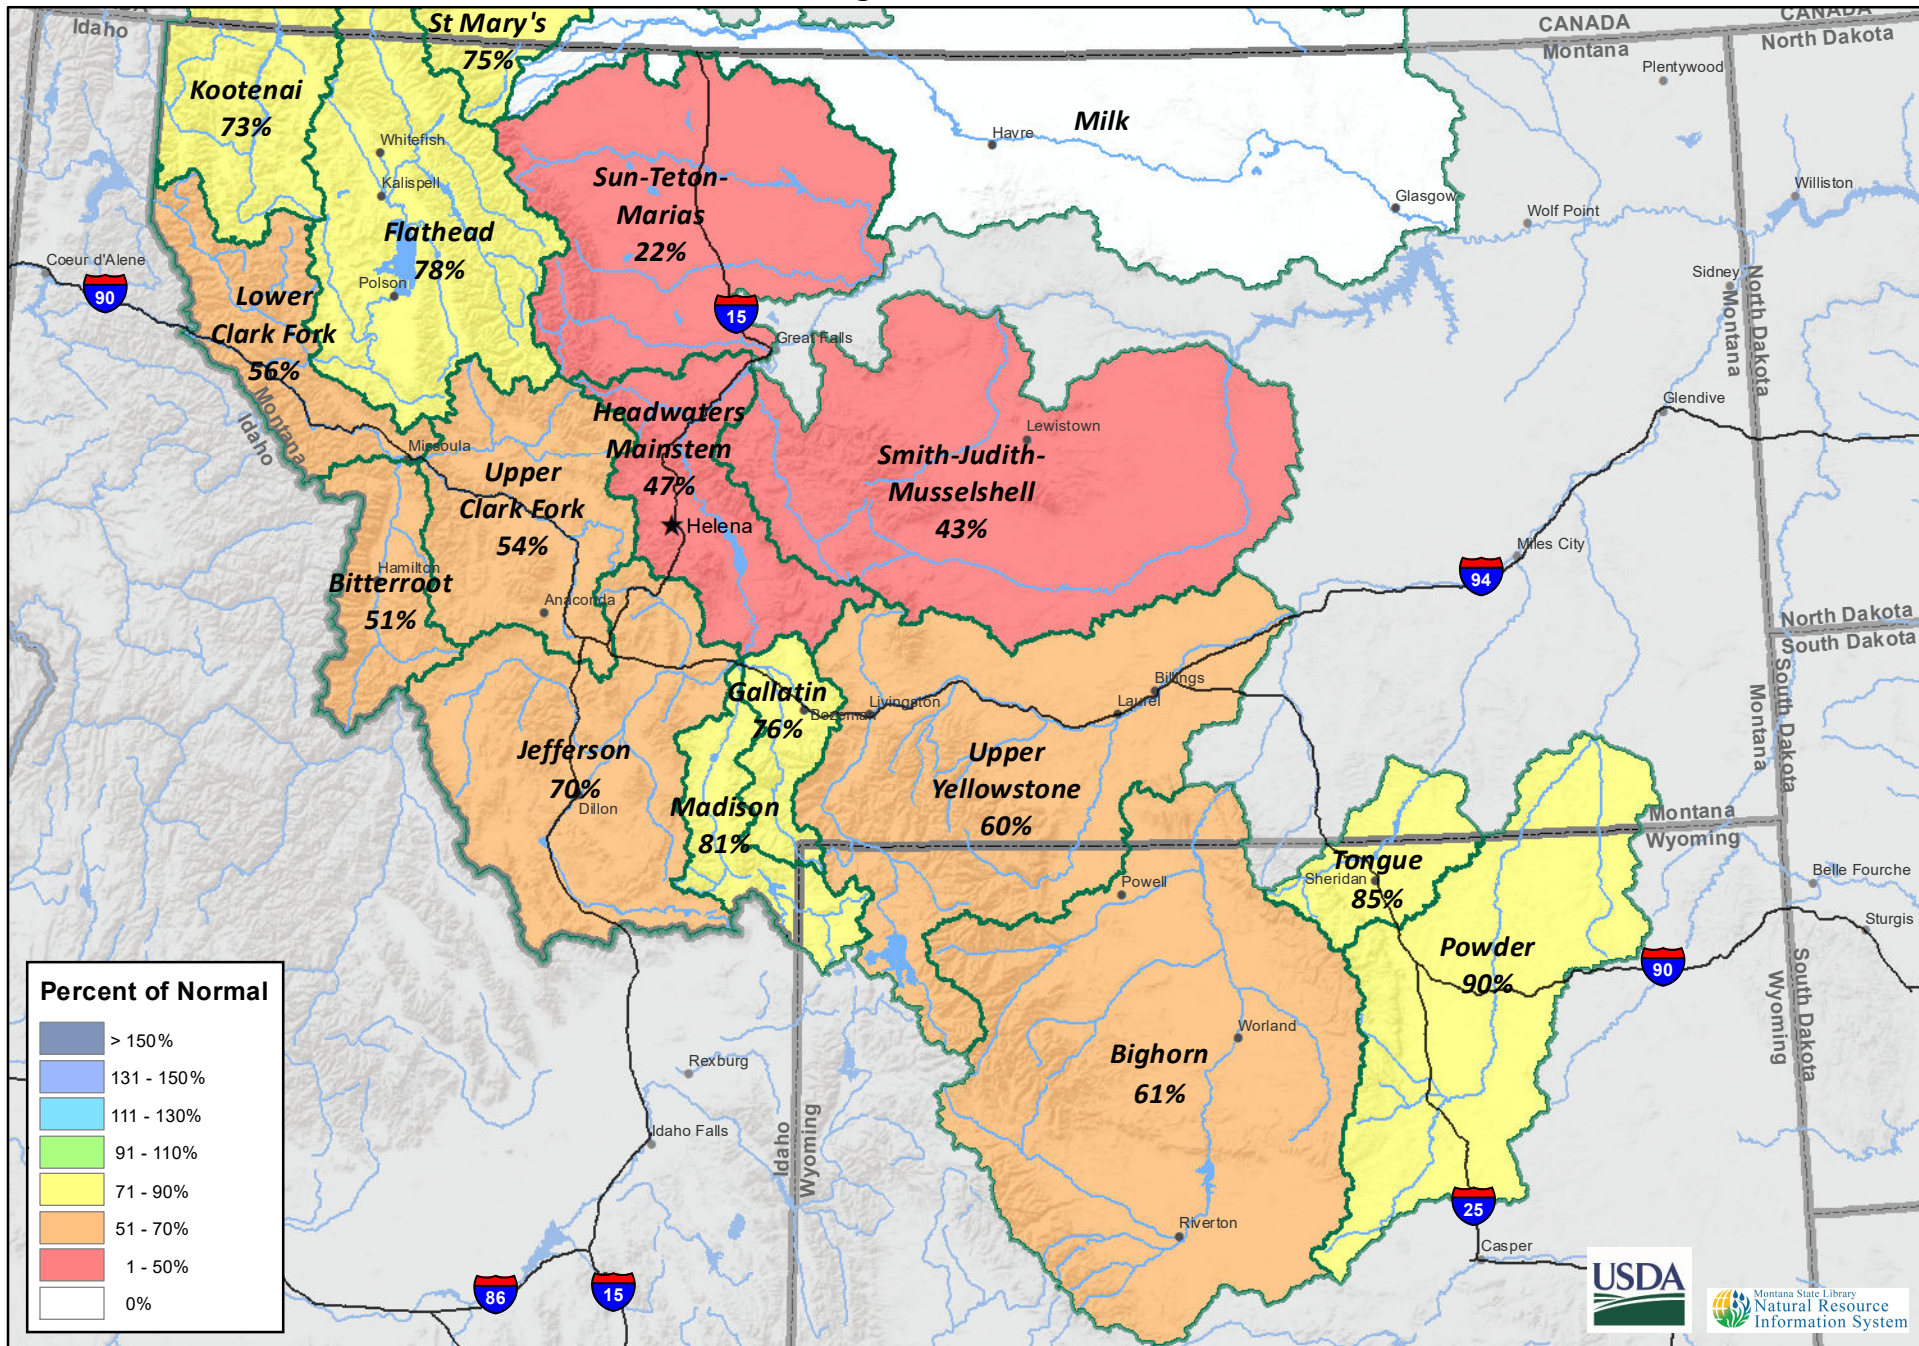 CANADA
Idaho
St Mary's
75%
CANADA
Montana
CANADA
North Dakota
Kootenai
73%
Plentywood
Milk
Havre
Whitefish
Kalispell
Sun-Teton-
Marias
22%
Williston
Glasgow
Wolf Point
Flathead
78%
Polson
Coeur d'Alene
90
Lower
Clark Fork
56%
15
Great Falls
Sidney
North Dakota
Montana
Montana
Idaho
Headwaters
Mainstem
47%
Glendive
Lewistown
Missoula
Upper
Clark Fork
54%
Smith-Judith-
Musselshell
43%
Helena
Miles City
94
Hamilton
Bitterroot
51%
Anaconda
North Dakota
South Dakota
Gallatin
76%
Bozeman
Livingston
Billings
Laurel
South Dakota
Montana
Jefferson
70%
Dillon
Madison
81%
Upper
Yellowstone
60%
Montana
Wyoming
Tongue
Sheridan
85%
Powell
Belle Fourche
Sturgis
Powder
90%
90
South Dakota
Wyoming
Worland
Bighorn
61%
Rexburg
Idaho Falls
Idaho
Wyoming
Riverton
25
Casper
86
15
Percent of Normal
> 150%
131 - 150%
111 - 130%
91 - 110%
71 - 90%
51 - 70%
1 - 50%
0%
USDA
Montana State Library
Natural Resource
Information System